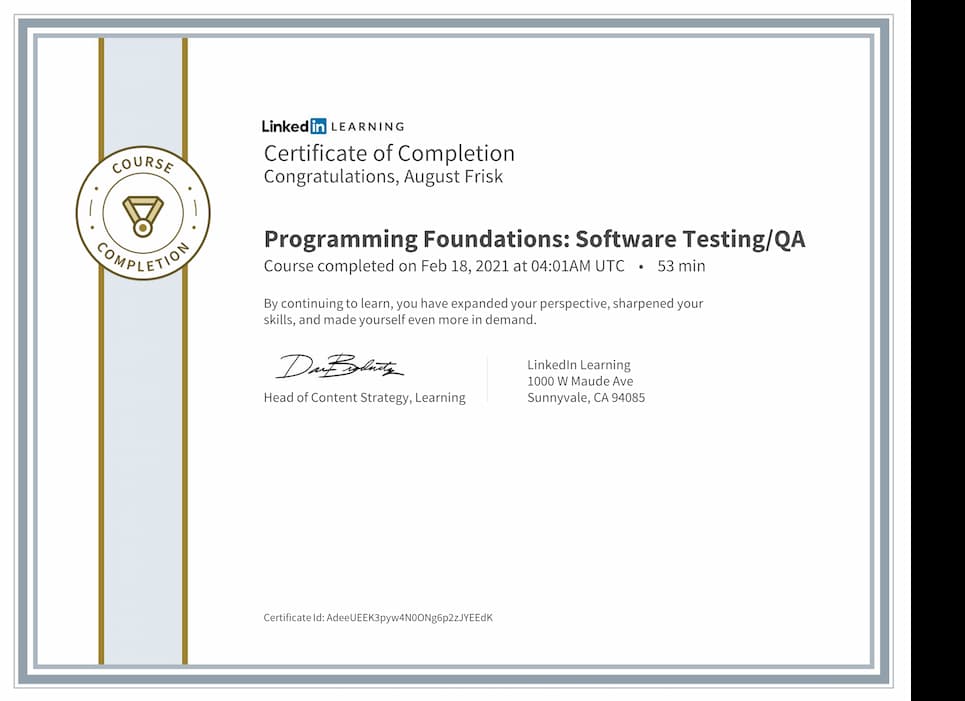 LinkedIn LEARNING
Certificate of Completion
Congratulations, August Frisk
COURSE
COMPLETION
Programming Foundations: Software Testing/QA
Course completed on Feb 18, 2021 at 04:01AM UTC • 53 min
By continuing to learn, you have expanded your perspective, sharpened your
skills, and made yourself even more in demand.
Head of Content Strategy, Learning
LinkedIn Learning
1000 W Maude Ave
Sunnyvale, CA 94085
Certificate Id: AdeeUEEK3pyw4N0ONg6p2zJYEEdK